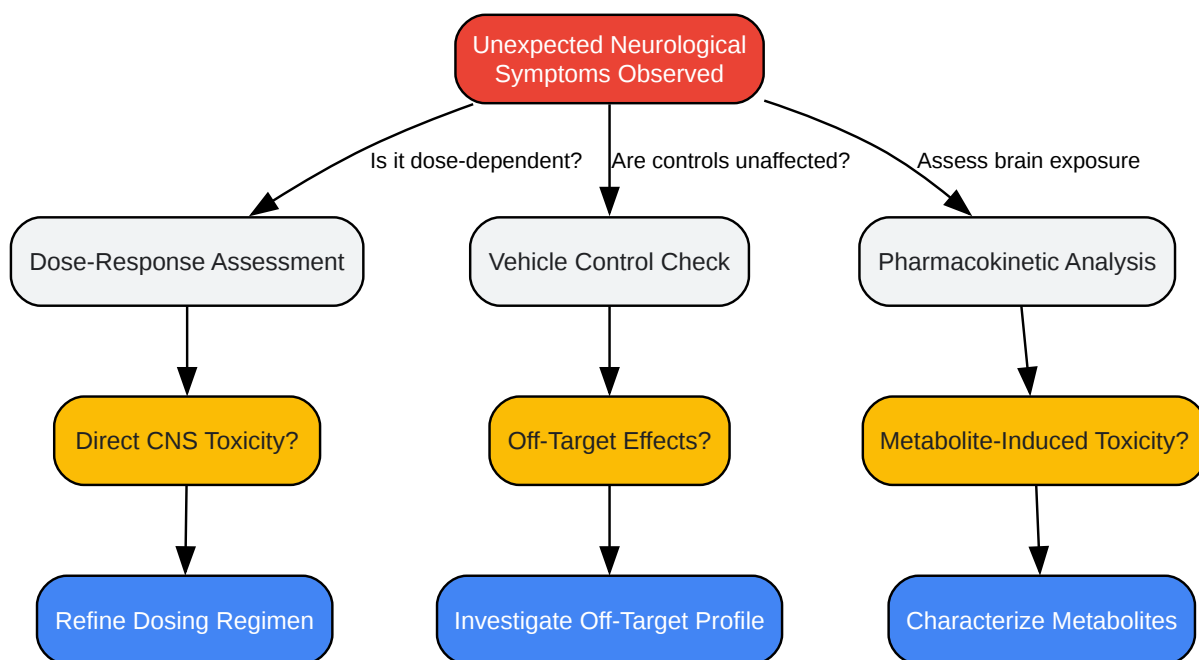 Unexpected Neurological
Symptoms Observed
Is it dose-dependent?
Are controls unaffected?
Assess brain exposure
Dose-Response Assessment
Vehicle Control Check
Pharmacokinetic Analysis
Direct CNS Toxicity?
Off-Target Effects?
Metabolite-Induced Toxicity?
Refine Dosing Regimen
Investigate Off-Target Profile
Characterize Metabolites